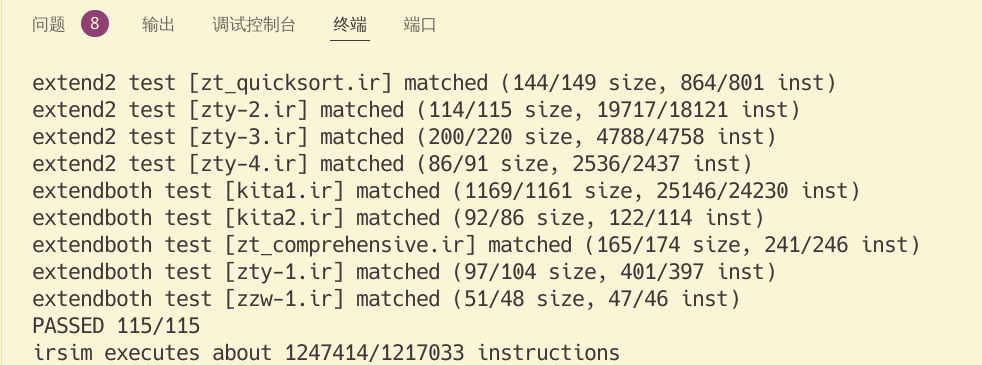 问题 8 输出 调试控制台 终端 端口
extend2 test [zt_quicksort.ir] matched (144/149 size, 864/801 inst)
extend2 test [zty-2.ir] matched (114/115 size, 19717/18121 inst)
extend2 test [zty-3.ir] matched (200/220 size, 4788/4758 inst)
extend2 test [zty-4.ir] matched (86/91 size, 2536/2437 inst)
extendboth test [kita1.ir] matched (1169/1161 size, 25146/24230 inst)
extendboth test [kita2.ir] matched (92/86 size, 122/114 inst)
extendboth test [zt_comprehensive.ir] matched (165/174 size, 241/246 inst)
extendboth test [zty-1.ir] matched (97/104 size, 401/397 inst)
extendboth test [zzw-1.ir] matched (51/48 size, 47/46 inst)
PASSED 115/115
irsim executes about 1247414/1217033 instructions